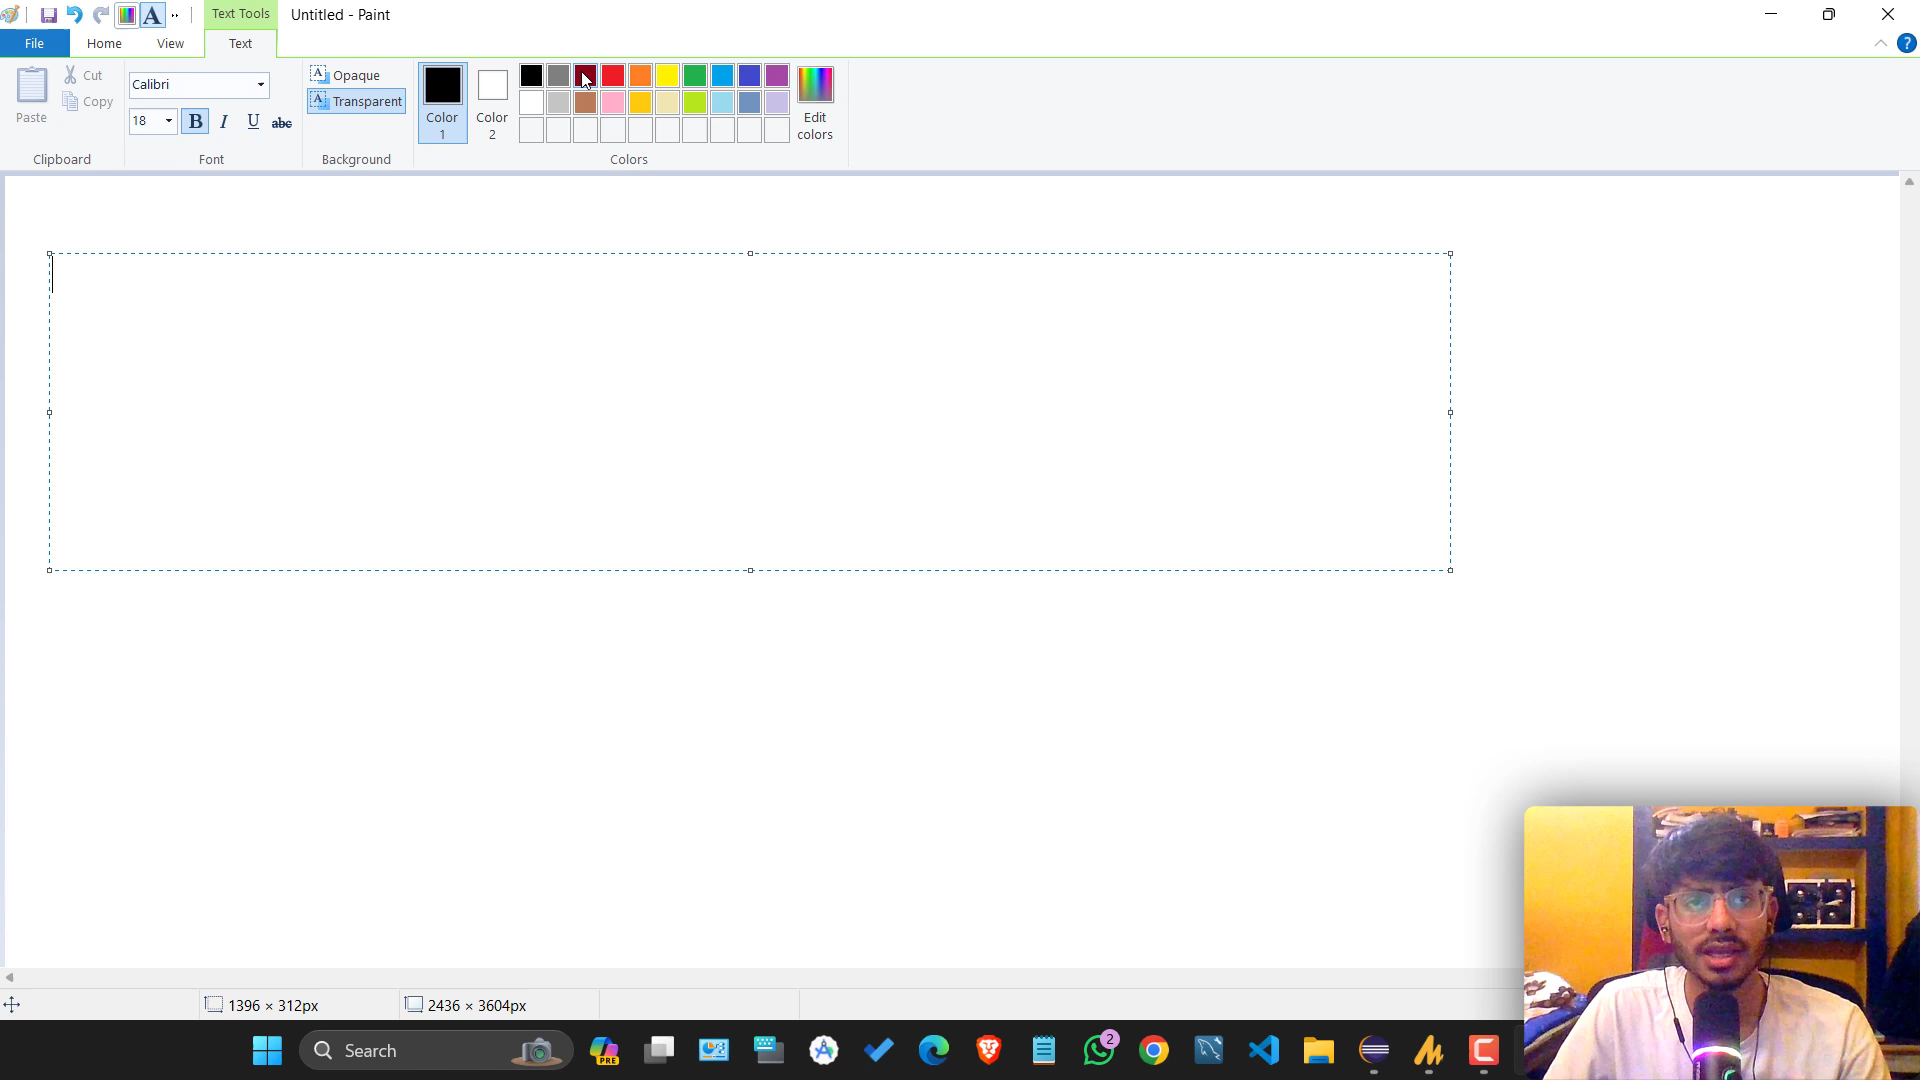 Text Tools
Untitled - Paint
File
Home
View
Text
?
Paste
Cut
Copy
Clipboard
Calibri
18
B I U abc
Font
A Opaque
A Transparent
Background
Color 1
Color 2
Edit colors
Colors
1396 × 312px
2436 × 3604px
Search
PRE
2